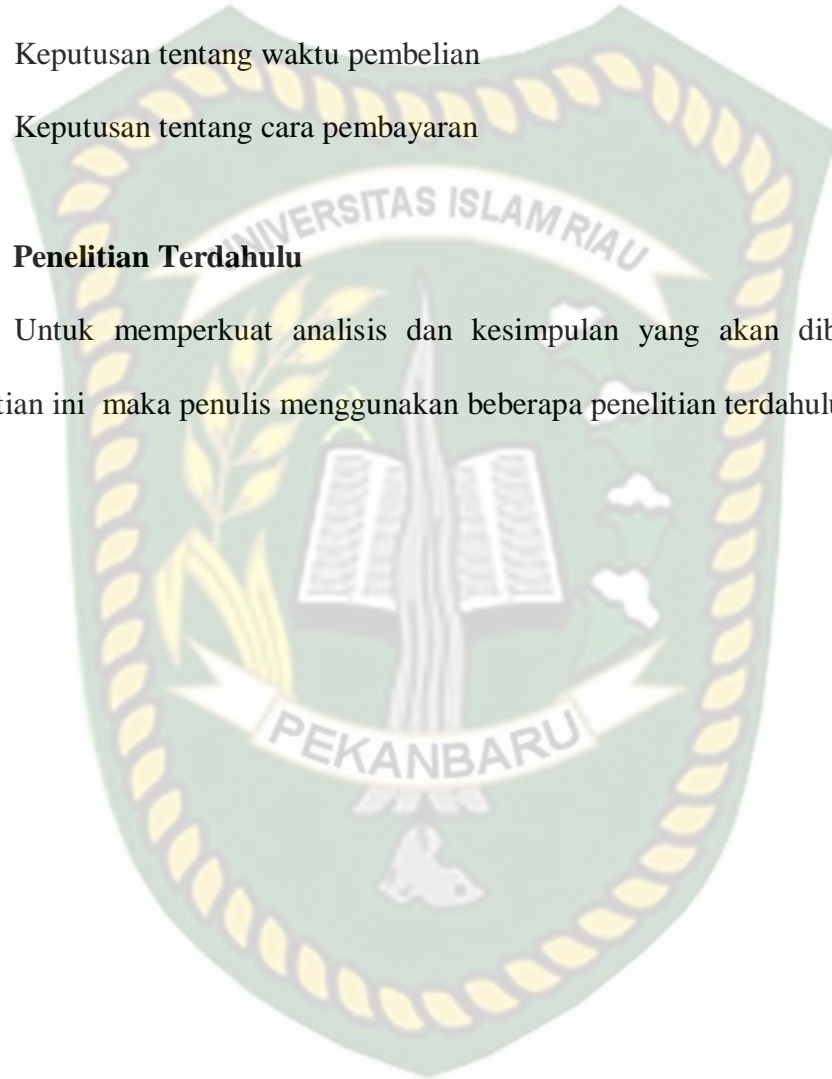 Keputusan tentang waktu pembelian
Keputusan tentang cara pembayaran
UNIVERSITAS ISLAM RIAU
Penelitian Terdahulu
Untuk memperkuat analisis dan kesimpulan yang akan dib
tian ini maka penulis menggunakan beberapa penelitian terdahulu
PEKANBARU